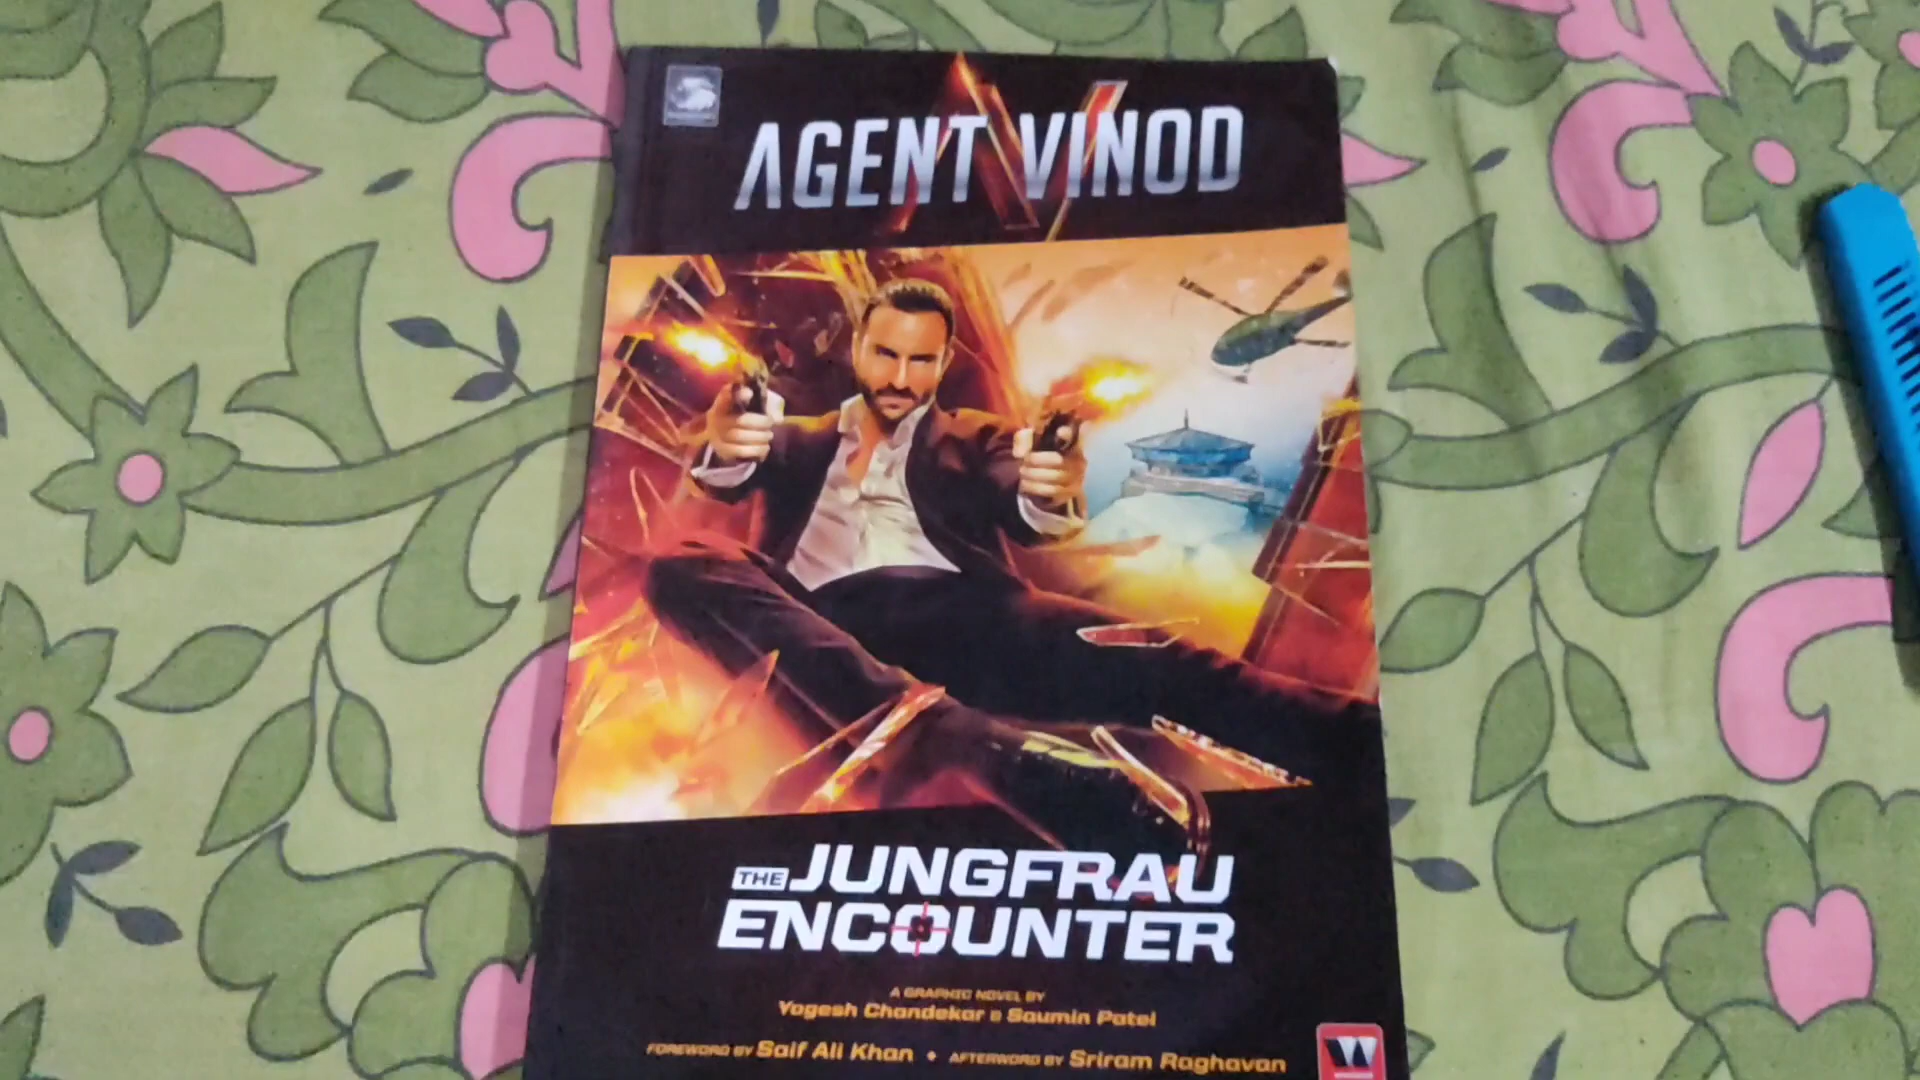 AGENT VINOD
THE JUNGFRAU
ENCOUNTER
A GRAPHIC NOVEL BY
Yogesh Chandekar & Saumin Patel
FOREWORD BY Saif Ali Khan • AFTERWORD BY Sriram Raghavan